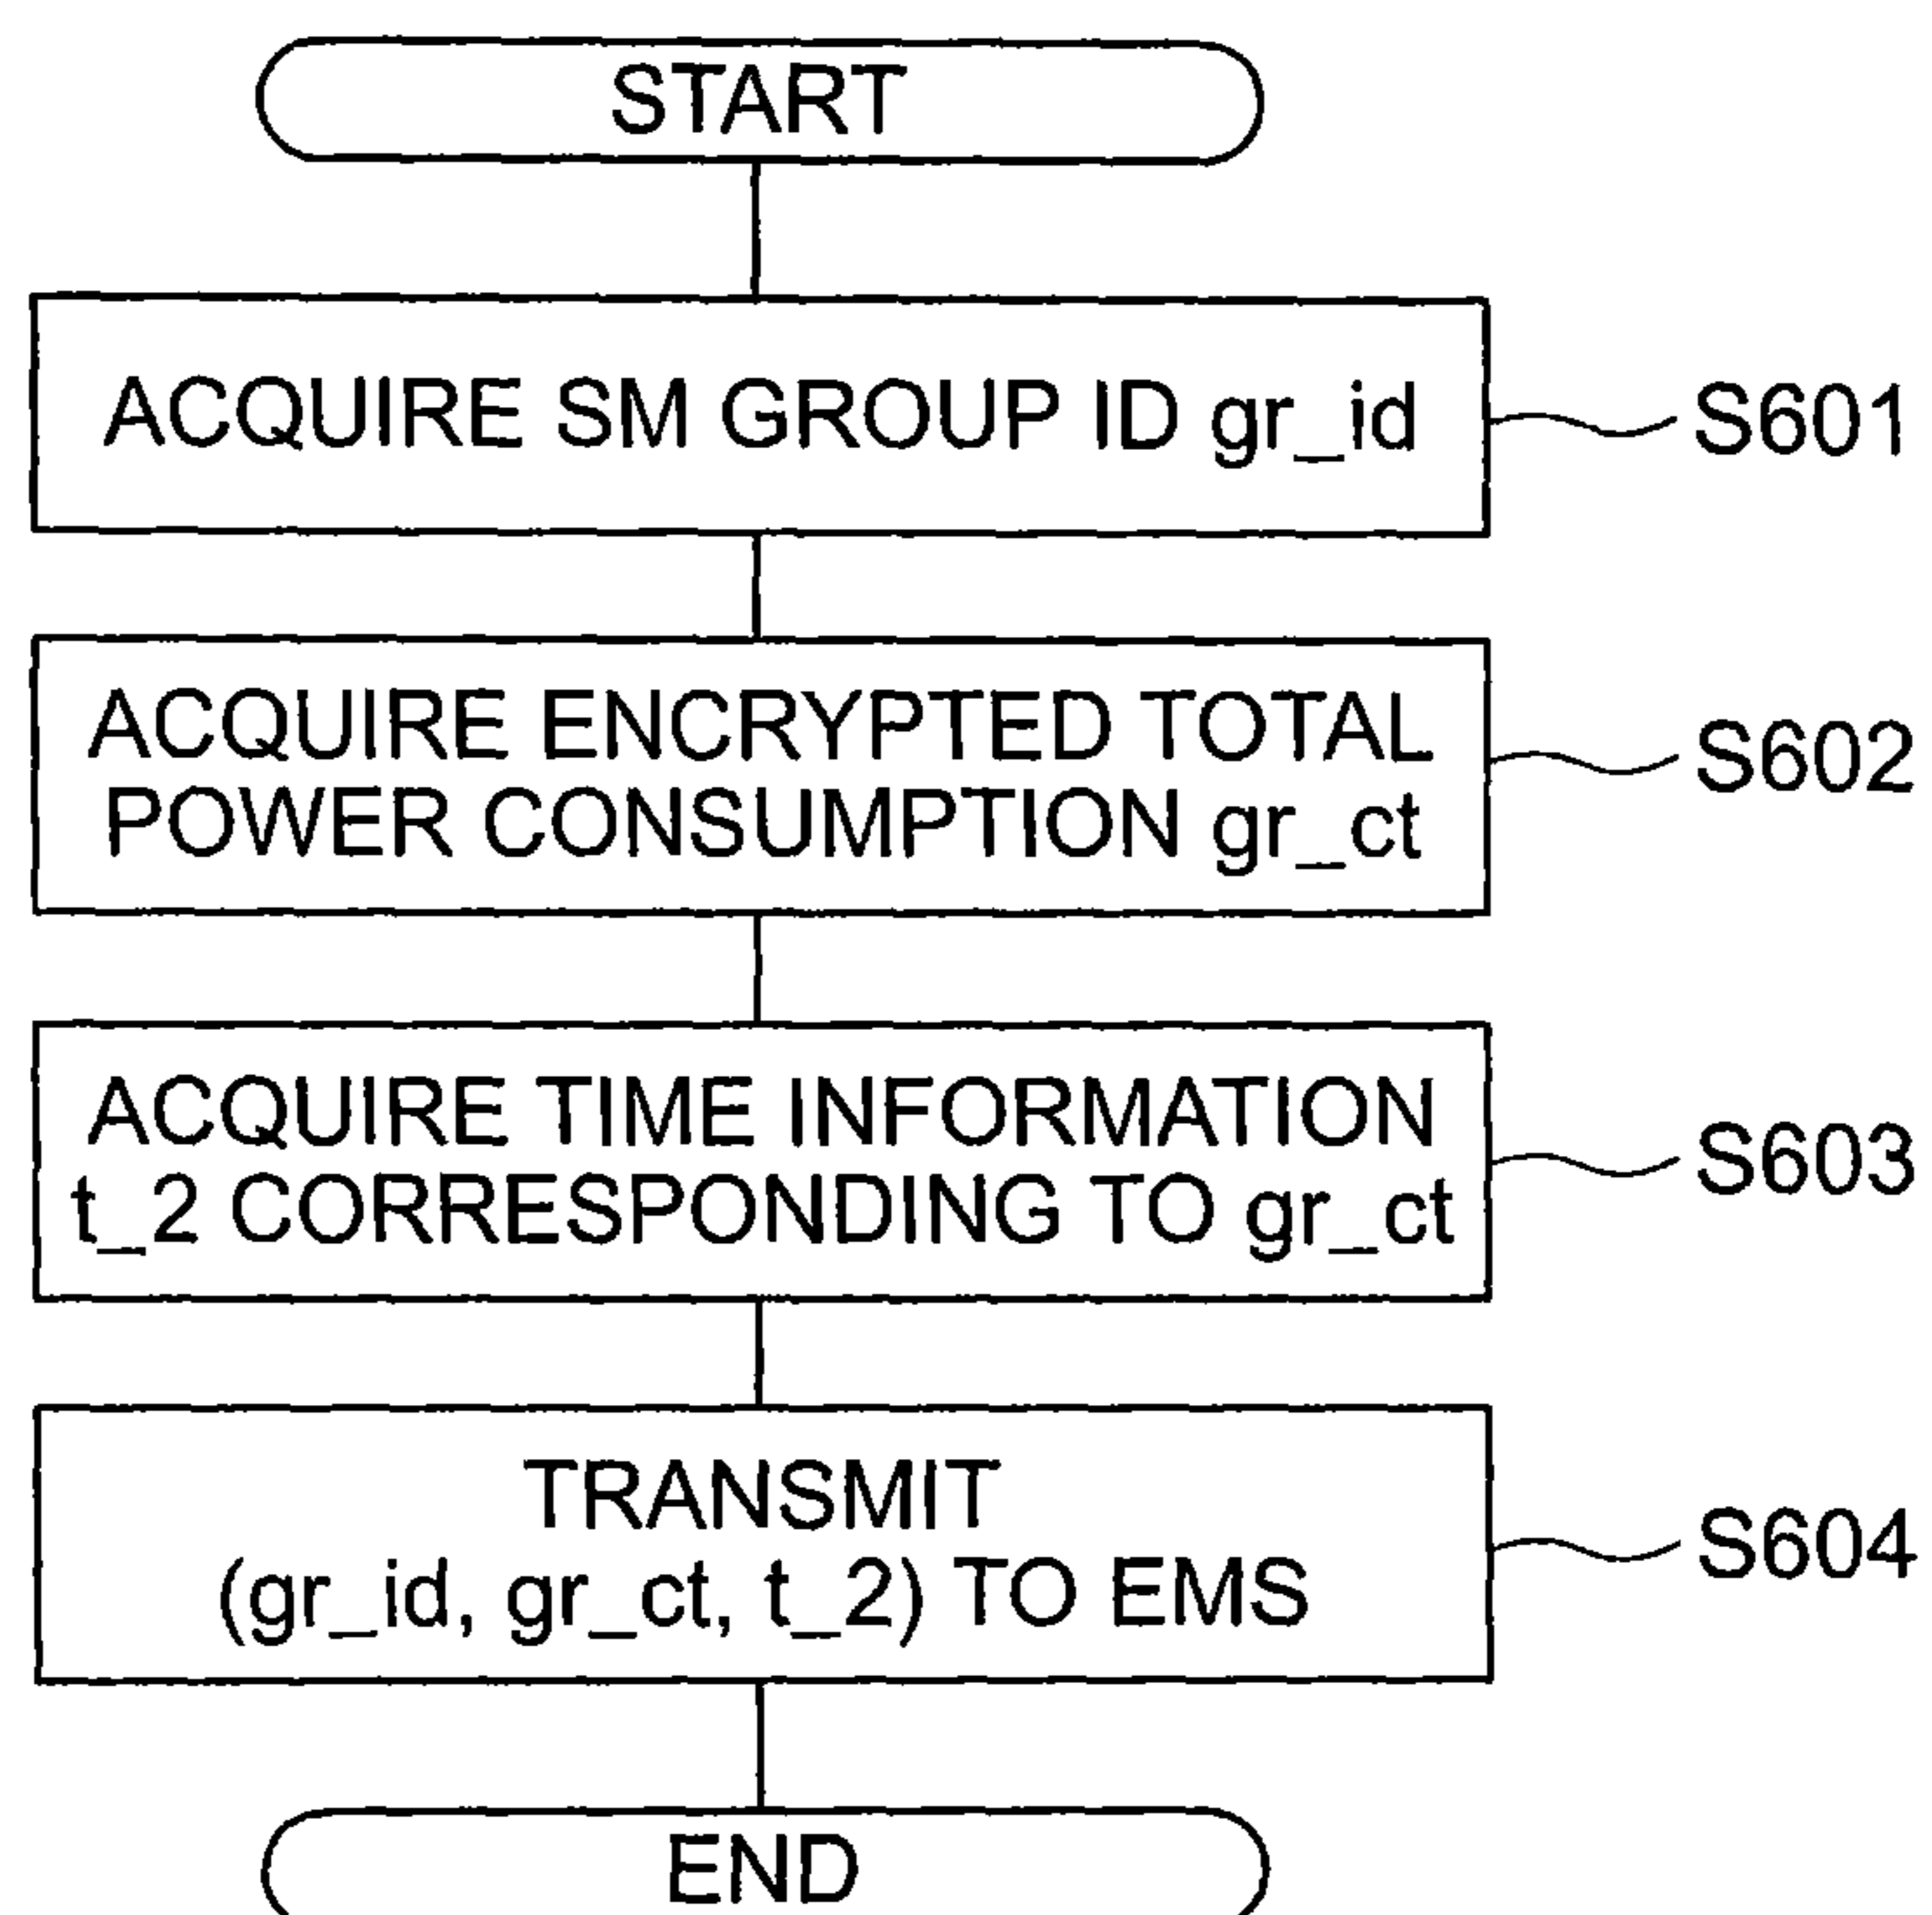 START
ACQUIRE SM GROUP ID gr_id
S601
ACQUIRE ENCRYPTED TOTAL
POWER CONSUMPTION gr_ct
S602
ACQUIRE TIME INFORMATION
t_2 CORRESPONDING TO gr_ct
S603
TRANSMIT
(gr_id, gr_ct, t_2) TO EMS
S604
END